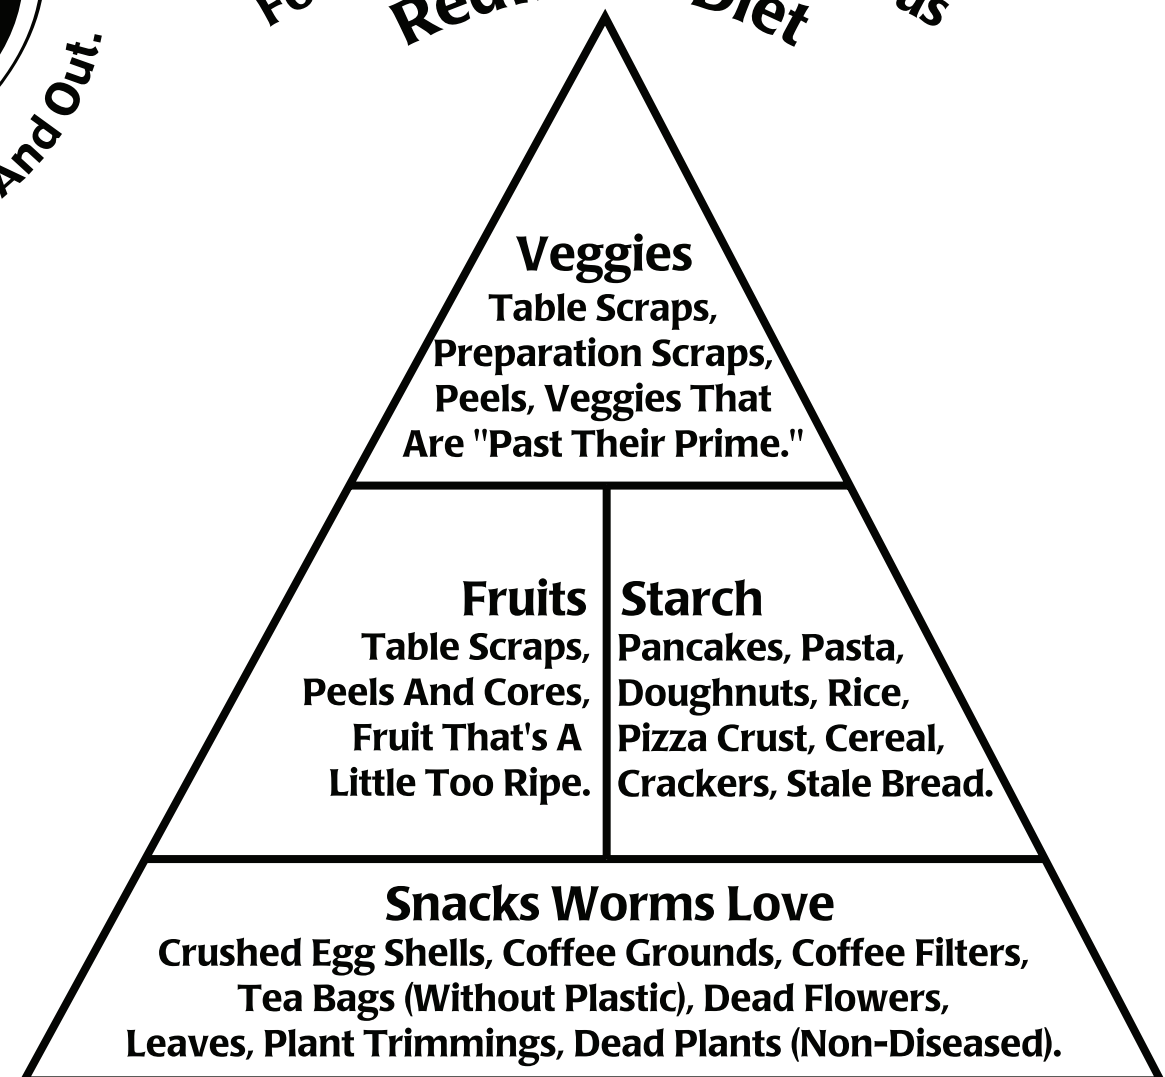 Diet
And Out.
Veggies
Table Scraps,
Preparation Scraps,
Peels, Veggies That
Are "Past Their Prime."
Fruits
Table Scraps,
Peels And Cores,
Fruit That's A
Little Too Ripe.
Starch
Pancakes, Pasta,
Doughnuts, Rice,
Pizza Crust, Cereal,
Crackers, Stale Bread.
Snacks Worms Love
Crushed Egg Shells, Coffee Grounds, Coffee Filters,
Tea Bags (Without Plastic), Dead Flowers,
Leaves, Plant Trimmings, Dead Plants (Non-Diseased).